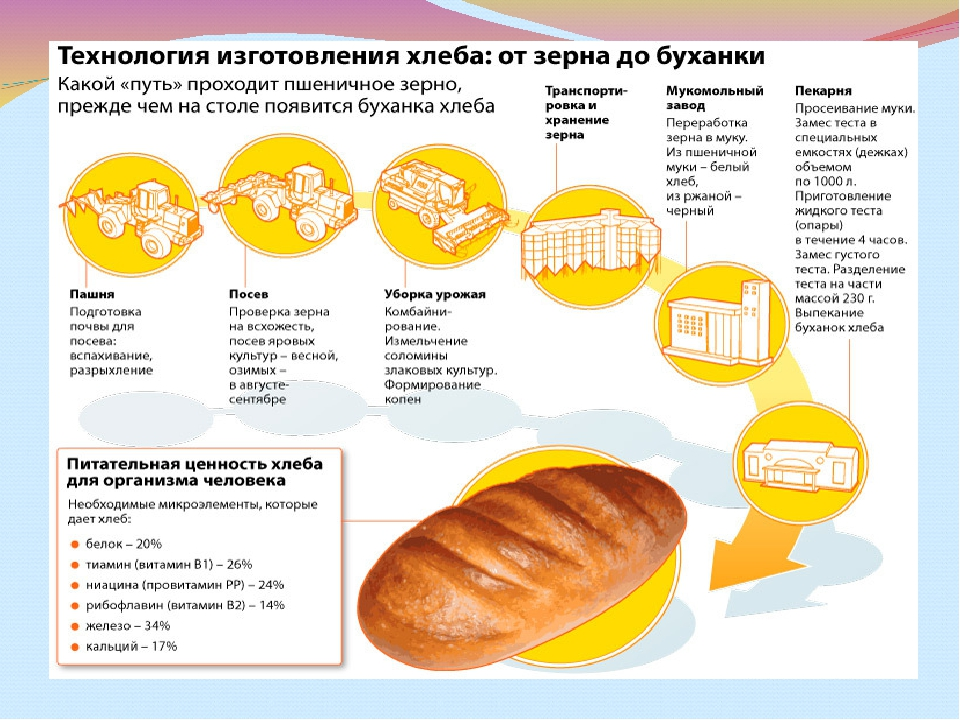 Технология изготовления хлеба: от зерна до буханки
Какой «путь» проходит пшеничное зерно,
прежде чем на столе появится буханка хлеба
Пашня
Подготовка
почвы для
посева:
вспахивание,
разрыхление
Посев
Проверка зерна
на всхожесть,
посев яровых
культур – весной,
озимых –
в августе-
сентябре
Уборка урожая
Комбайни-
рование.
Измельчение
соломины
злаковых культур.
Формирование
копен
Транспорти-
ровка и
хранение
зерна
Мукомольный
завод
Переработка
зерна в муку.
Из пшеничной
муки – белый
хлеб,
из ржаной –
черный
Пекарня
Просеивание муки.
Замес теста в
специальных
емкостях (дежках)
объемом
по 1000 л.
Приготовление
жидкого теста
(опары)
в течение 4 часов.
Замес густого
теста. Разделение
теста на части
массой 230 г.
Выпекание
буханок хлеба
Питательная ценность хлеба
для организма человека
Необходимые микроэлементы, которые
дает хлеб:
белок – 20%
тиамин (витамин В1) – 26%
ниацина (провитамин РР) – 24%
рибофлавин (витамин В2) – 14%
железо – 34%
кальций – 17%